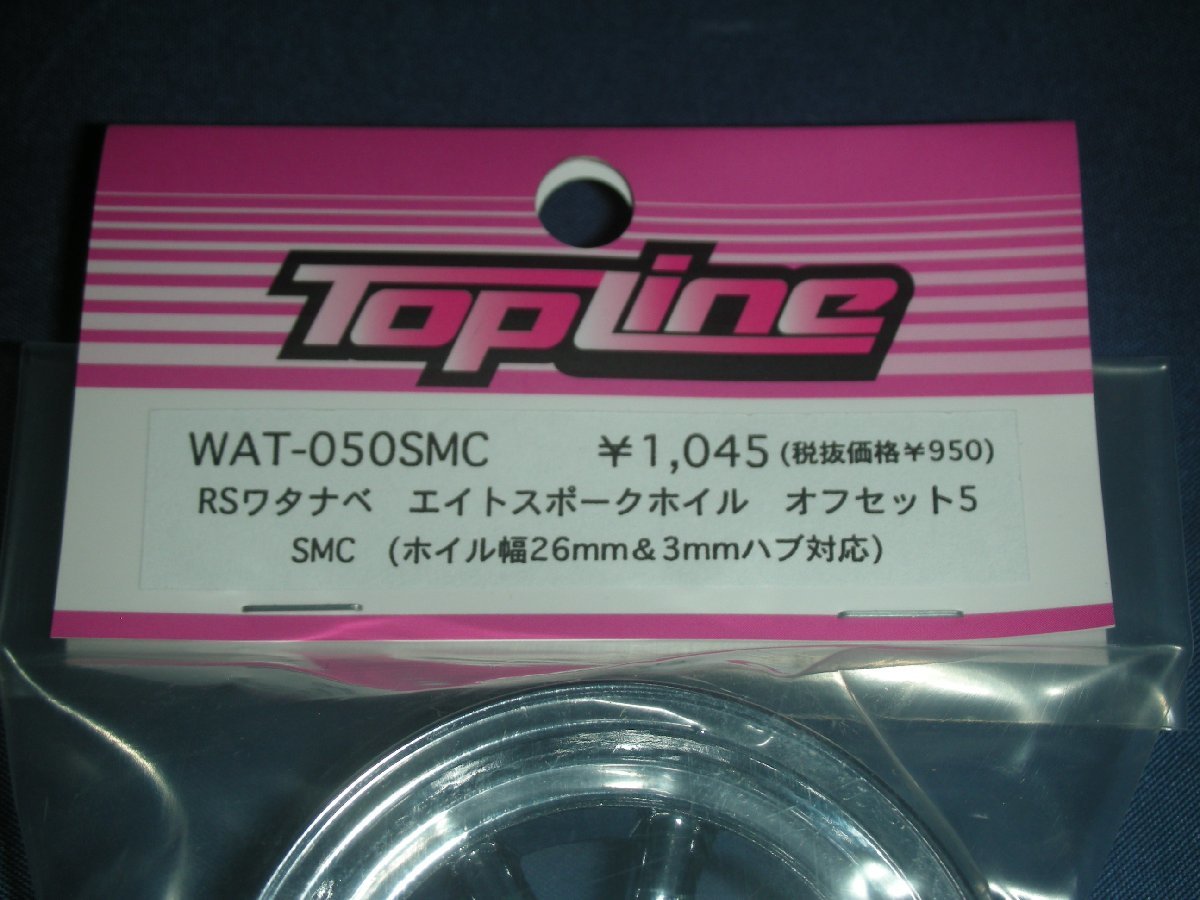 TopLine
WAT-050SMC ¥1,045 (税抜価格¥950)
RSワタナベ エイトスポークホイル オフセット5
SMC (ホイル幅26mm&3mmハブ対応)